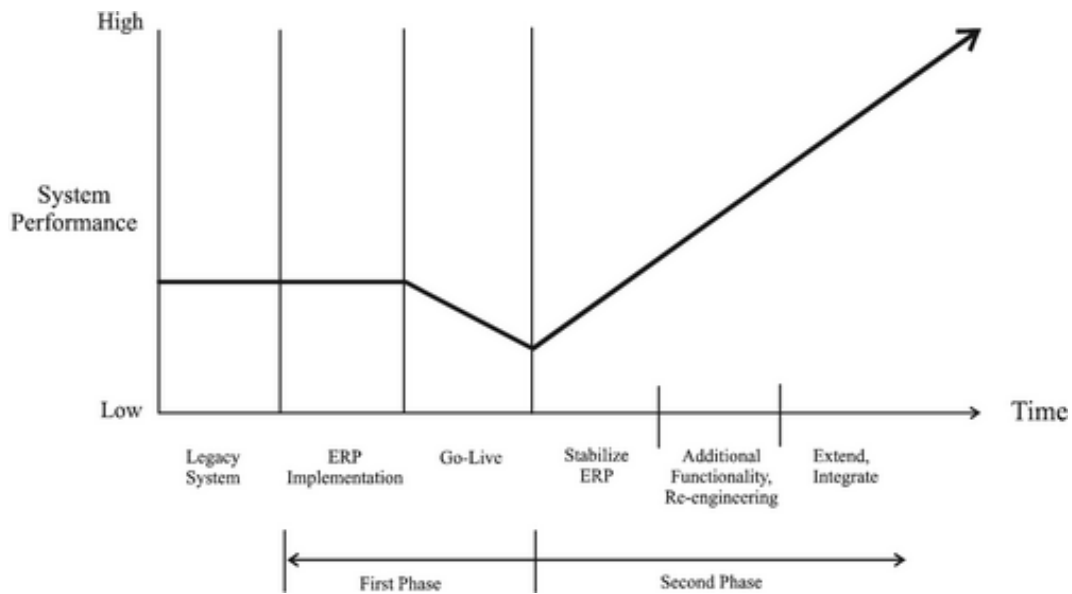 High
System
Performance
Low
Time
Legacy
System
ERP
Implementation
Go-Live
Stabilize
ERP
Additional
Functionality,
Re-engineering
Extend,
Integrate
First Phase
Second Phase